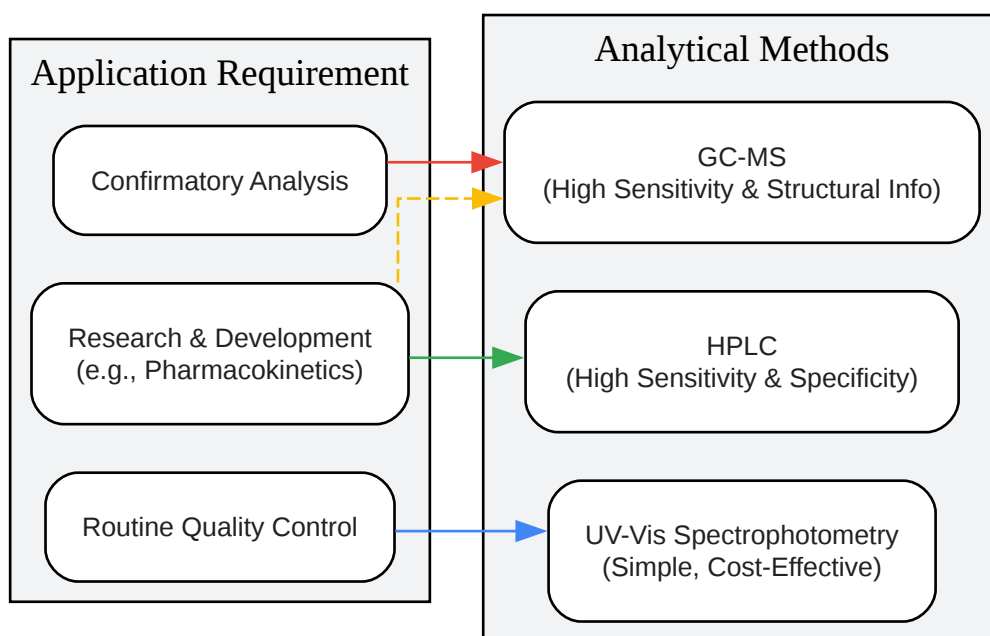 Application Requirement
Confirmatory Analysis
Research & Development
(e.g., Pharmacokinetics)
Routine Quality Control
Analytical Methods
GC-MS
(High Sensitivity & Structural Info)
HPLC
(High Sensitivity & Specificity)
UV-Vis Spectrophotometry
(Simple, Cost-Effective)